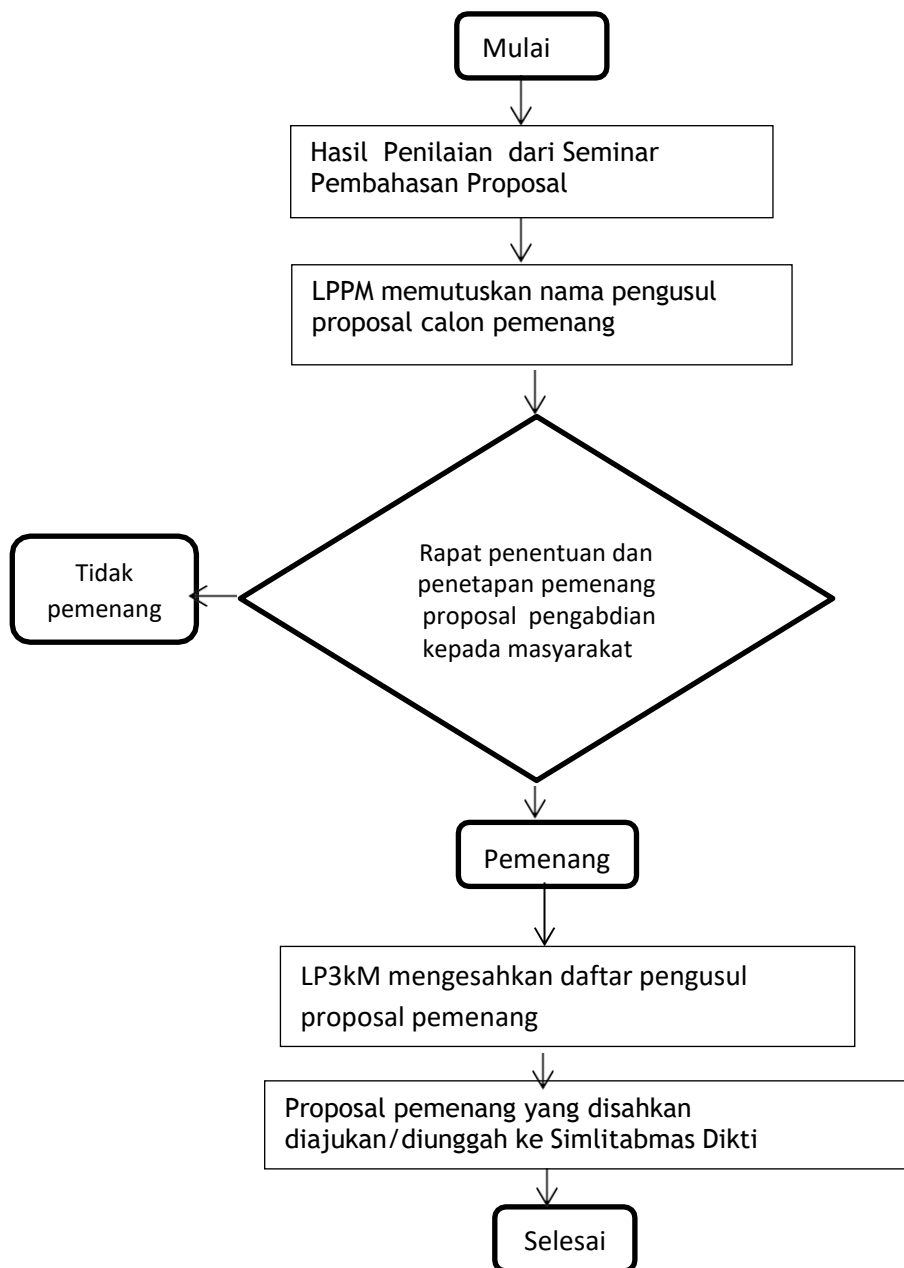 Mulai
Hasil Penilaian dari Seminar
Pembahasan Proposal
LPPM memutuskan nama pengusul
proposal calon pemenang
Rapat penentuan dan
penetapan pemenang
proposal pengabdian
kepada masyarakat
Tidak
pemenang
Pemenang
LP3kM mengesahkan daftar pengusul
proposal pemenang
Proposal pemenang yang disahkan
diajukan/diunggah ke Simlitabmas Dikti
Selesai